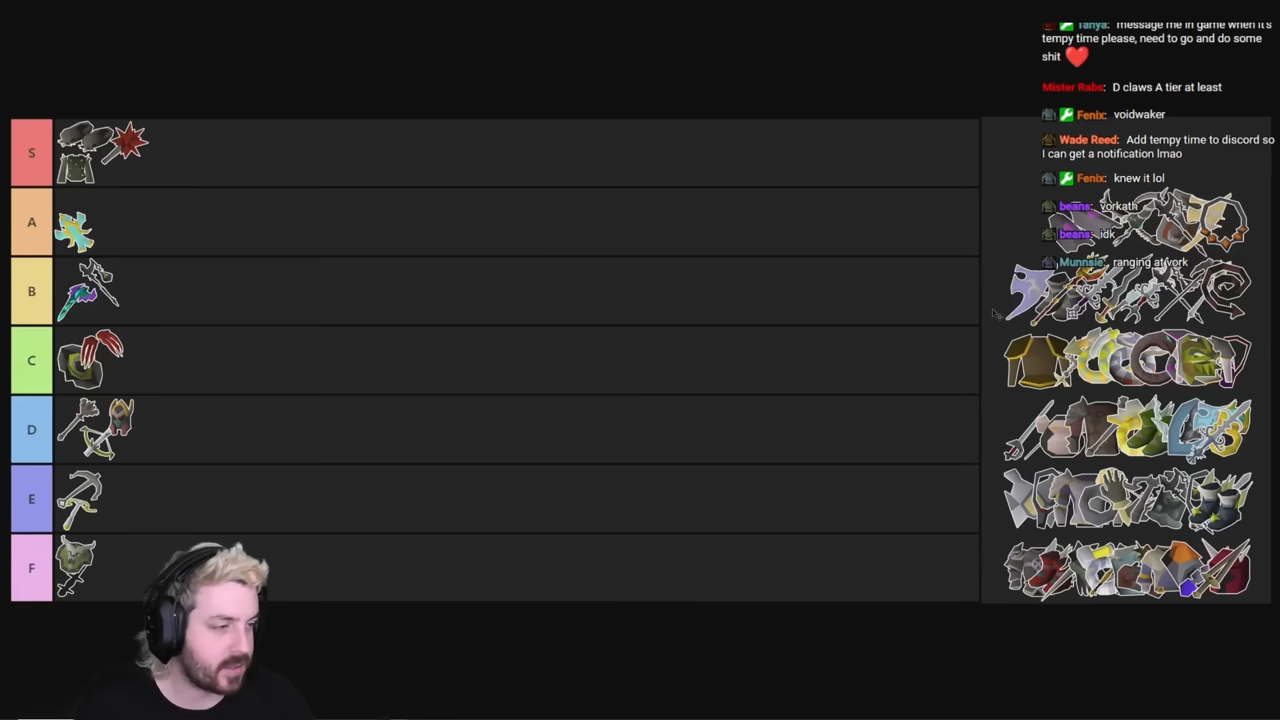 Tanya: message me in game when it's
tempy time please, need to go and do some
shit
Mister Rabs: D claws A tier at least
Fenix: voidwaker
Wade Reed: Add tempy time to discord so
I can get a notification lmao
Fenix: knew it lol
beans: vorkath
beans: idk
Munnsie: ranging at vork
S
A
B
C
D
E
F